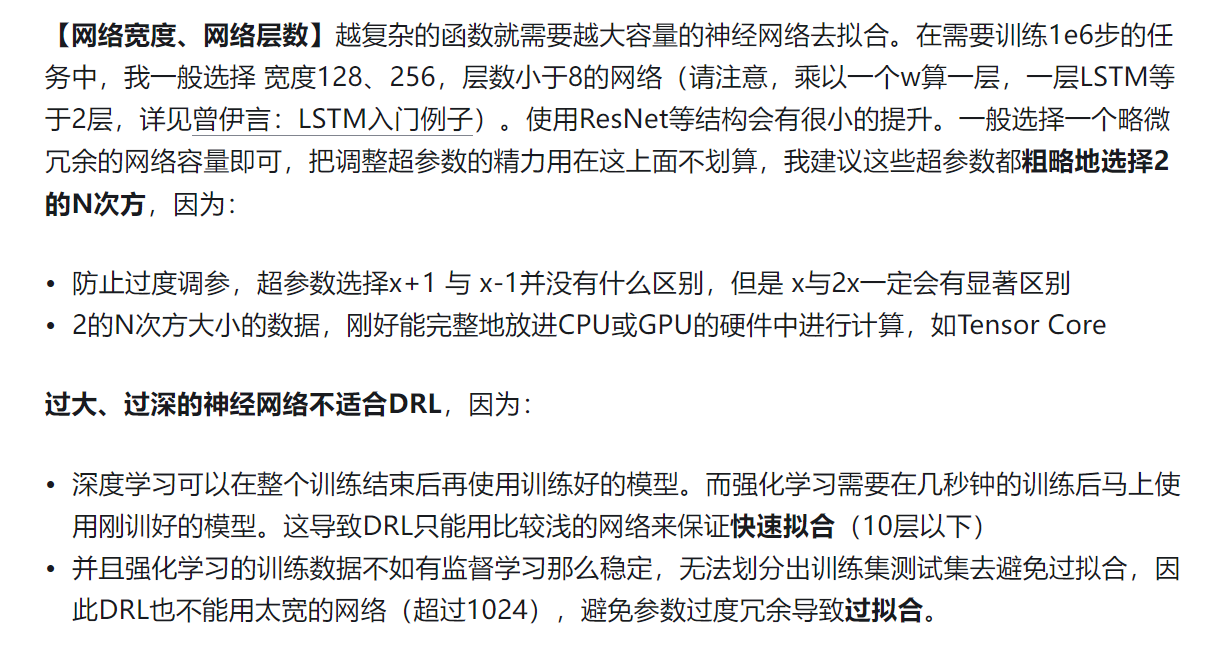 【网络宽度、网络层数】越复杂的函数就需要越大容量的神经网络去拟合。在需要训练1e6步的任
务中，我一般选择 宽度128、256，层数小于8的网络（请注意，乘以一个w算一层，一层LSTM等
于2层，详见曾伊言：LSTM入门例子）。使用ResNet等结构会有很小的提升。一般选择一个略微
冗余的网络容量即可，把调整超参数的精力用在这上面不划算，我建议这些超参数都粗略地选择2
的N次方，因为：
• 防止过度调参，超参数选择x+1 与 x-1并没有什么区别，但是 x与2x一定会有显著区别
• 2的N次方大小的数据，刚好能完整地放进CPU或GPU的硬件中进行计算，如Tensor Core
过大、过深的神经网络不适合DRL，因为：
• 深度学习可以在整个训练结束后再使用训练好的模型。而强化学习需要在几秒钟的训练后马上使
用刚训好的模型。这导致DRL只能用比较浅的网络来保证快速拟合（10层以下）
• 并且强化学习的训练数据不如有监督学习那么稳定，无法划分出训练集测试集去避免过拟合，因
此DRL也不能用太宽的网络（超过1024），避免参数过度冗余导致过拟合。